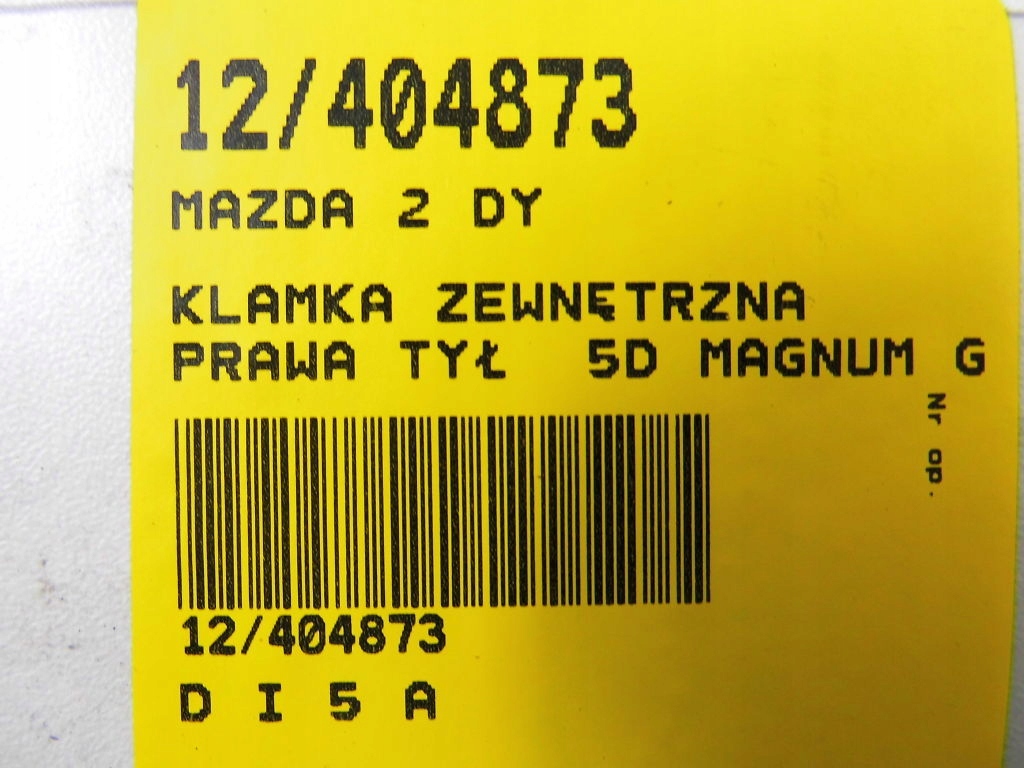 12/404873
MAZDA 2 DY
KLAMKA ZEWNĘTRZNA
PRAWA TYŁ 5D MAGNUM G
Nr op.
12/404873
D I 5 A